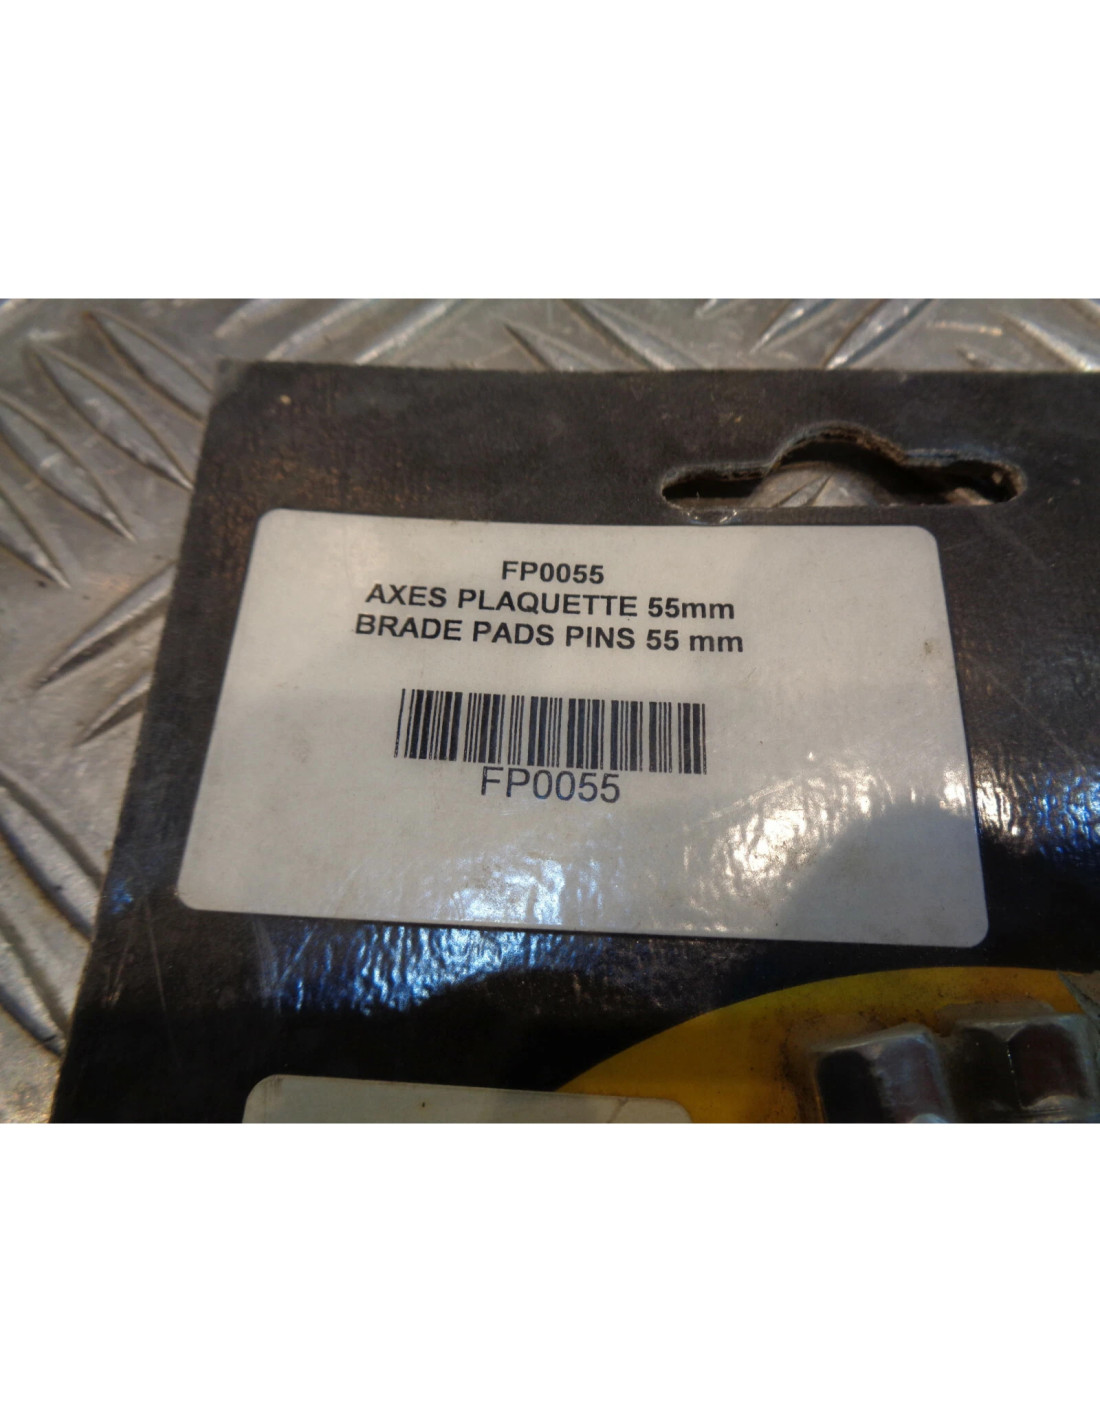 FP0055
AXES PLAQUETTE 55mm
BRADE PADS PINS 55 mm
FP0055